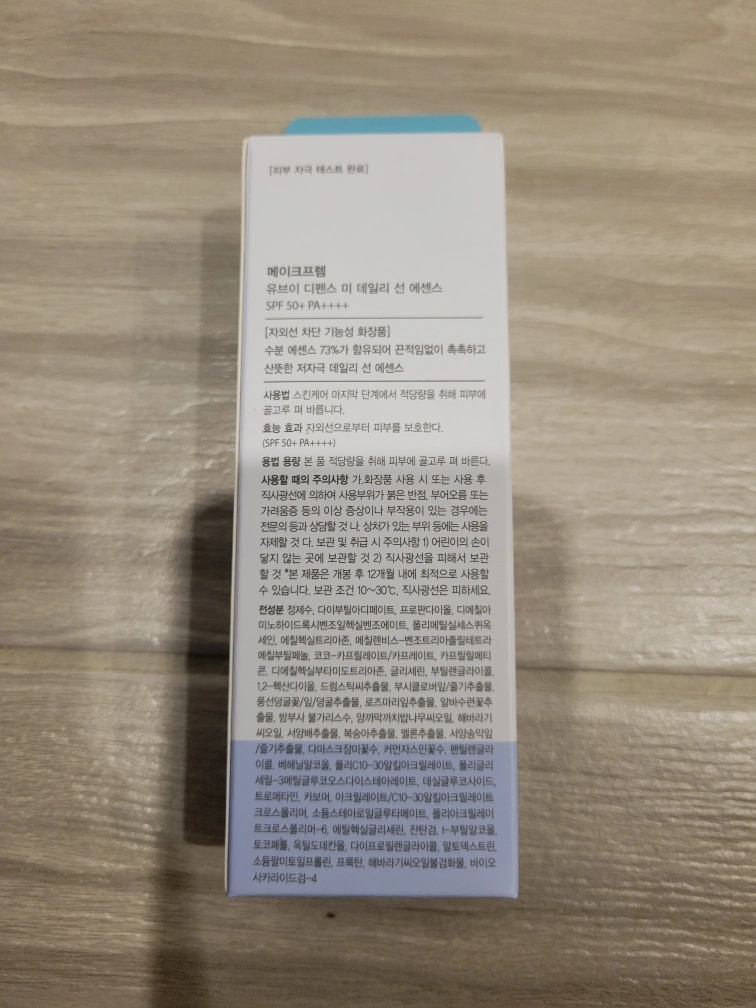 [피부 자극 테스트 완료]
메이크프렘
유브이 디펜스 미 데일리 선 에센스
SPF 50+ PA++++
[자외선 차단 기능성 화장품]
수분 에센스 73%가 함유되어 끈적임없이 촉촉하고
산뜻한 저자극 데일리 선 에센스
사용법 스킨케어 마지막 단계에서 적당량을 취해 피부에
골고루 펴 바릅니다.
효능 효과 자외선으로부터 피부를 보호한다.
(SPF 50+ PA++++)
용법 용량 본 품 적당량을 취해 피부에 골고루 펴 바른다.
사용할 때의 주의사항 가.화장품 사용 시 또는 사용 후
직사광선에 의하여 사용부위가 붉은 반점, 부어오름 또는
가려움증 등의 이상 증상이나 부작용이 있는 경우에는
전문의 등과 상담할 것 나. 상처가 있는 부위 등에는 사용을
자제할 것 다. 보관 및 취급 시 주의사항 1) 어린이의 손이
닿지 않는 곳에 보관할 것 2) 직사광선을 피해서 보관
할 것 *본 제품은 개봉 후 12개월 내에 최적으로 사용할
수 있습니다. 보관 조건 10~30℃, 직사광선은 피하세요.
전성분 정제수, 다이부틸아디페이트, 프로판다이올, 디에칠아
미노하이드록시벤조일헥실벤조에이트, 폴리메틸실세스퀴옥
세인, 에칠헥실트리아존, 메칠렌비스-벤조트리아졸릴테트라
메칠부틸페놀, 코코-카프릴레이트/카프레이트, 카프릴릴메티
콘, 디에칠헥실부타미도트리아존, 글리세린, 부틸렌글라이콜,
1,2-헥산다이올, 드럼스틱씨추출물, 부시클로버잎/줄기추출물,
풍선덩굴꽃/잎/덩굴추출물, 로즈마리잎추출물, 알바수련꽃추
출물, 밤부사 불가리스수, 양까막까치밥나무씨오일, 해바라기
씨오일, 서양배추출물, 복숭아추출물, 멜론추출물, 서양송악잎
/줄기추출물, 다마스크장미꽃수, 커먼자스민꽃수, 펜틸렌글라
이콜, 베헤닐알코올, 폴리C10-30알킬아크릴레이트, 폴리글리
세릴-3메틸글루코오스다이스테아레이트, 데실글루코사이드,
트로메타민, 카보머, 아크릴레이트/C10-30알킬아크릴레이트
크로스폴리머, 소듐스테아로일글루타메이트, 폴리아크릴레이
트크로스폴리머-6, 에틸헥실글리세린, 잔탄검, t-부틸알코올,
토코페롤, 옥틸도데칸올, 다이프로필렌글라이콜, 말토덱스트린,
소듐팔미토일프롤린, 프룩탄, 해바라기씨오일불검화물, 바이오
사카라이드검-4